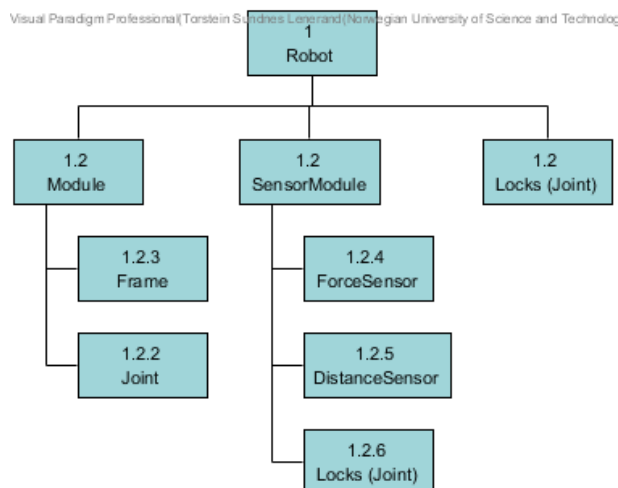 Visual Paradigm Professional(Torstein Sundnes Lenerand(Norwegian University of Science and Technolog
1
Robot
1.2
Module
1.2
SensorModule
1.2
Locks (Joint)
1.2.3
Frame
1.2.4
ForceSensor
1.2.2
Joint
1.2.5
DistanceSensor
1.2.6
Locks (Joint)